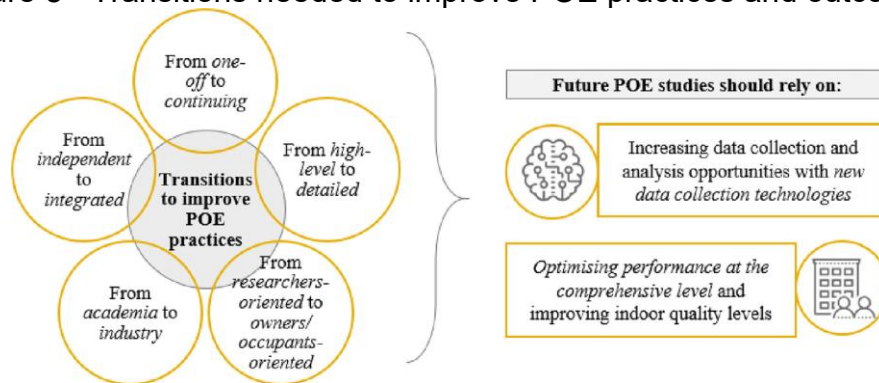 Transitions needed to improve POE practices and
From one-
off to
continuing
From
independent
to
integrated
From high-
level to
detailed
Transitions
to improve
POE
practices
From
academia to
industry
From
researchers-
oriented to
owners/
occupants-
oriented
Future POE studies should rely on:
Increasing data collection and
analysis opportunities with new
data collection technologies
Optimising performance at the
comprehensive level and
improving indoor quality levels